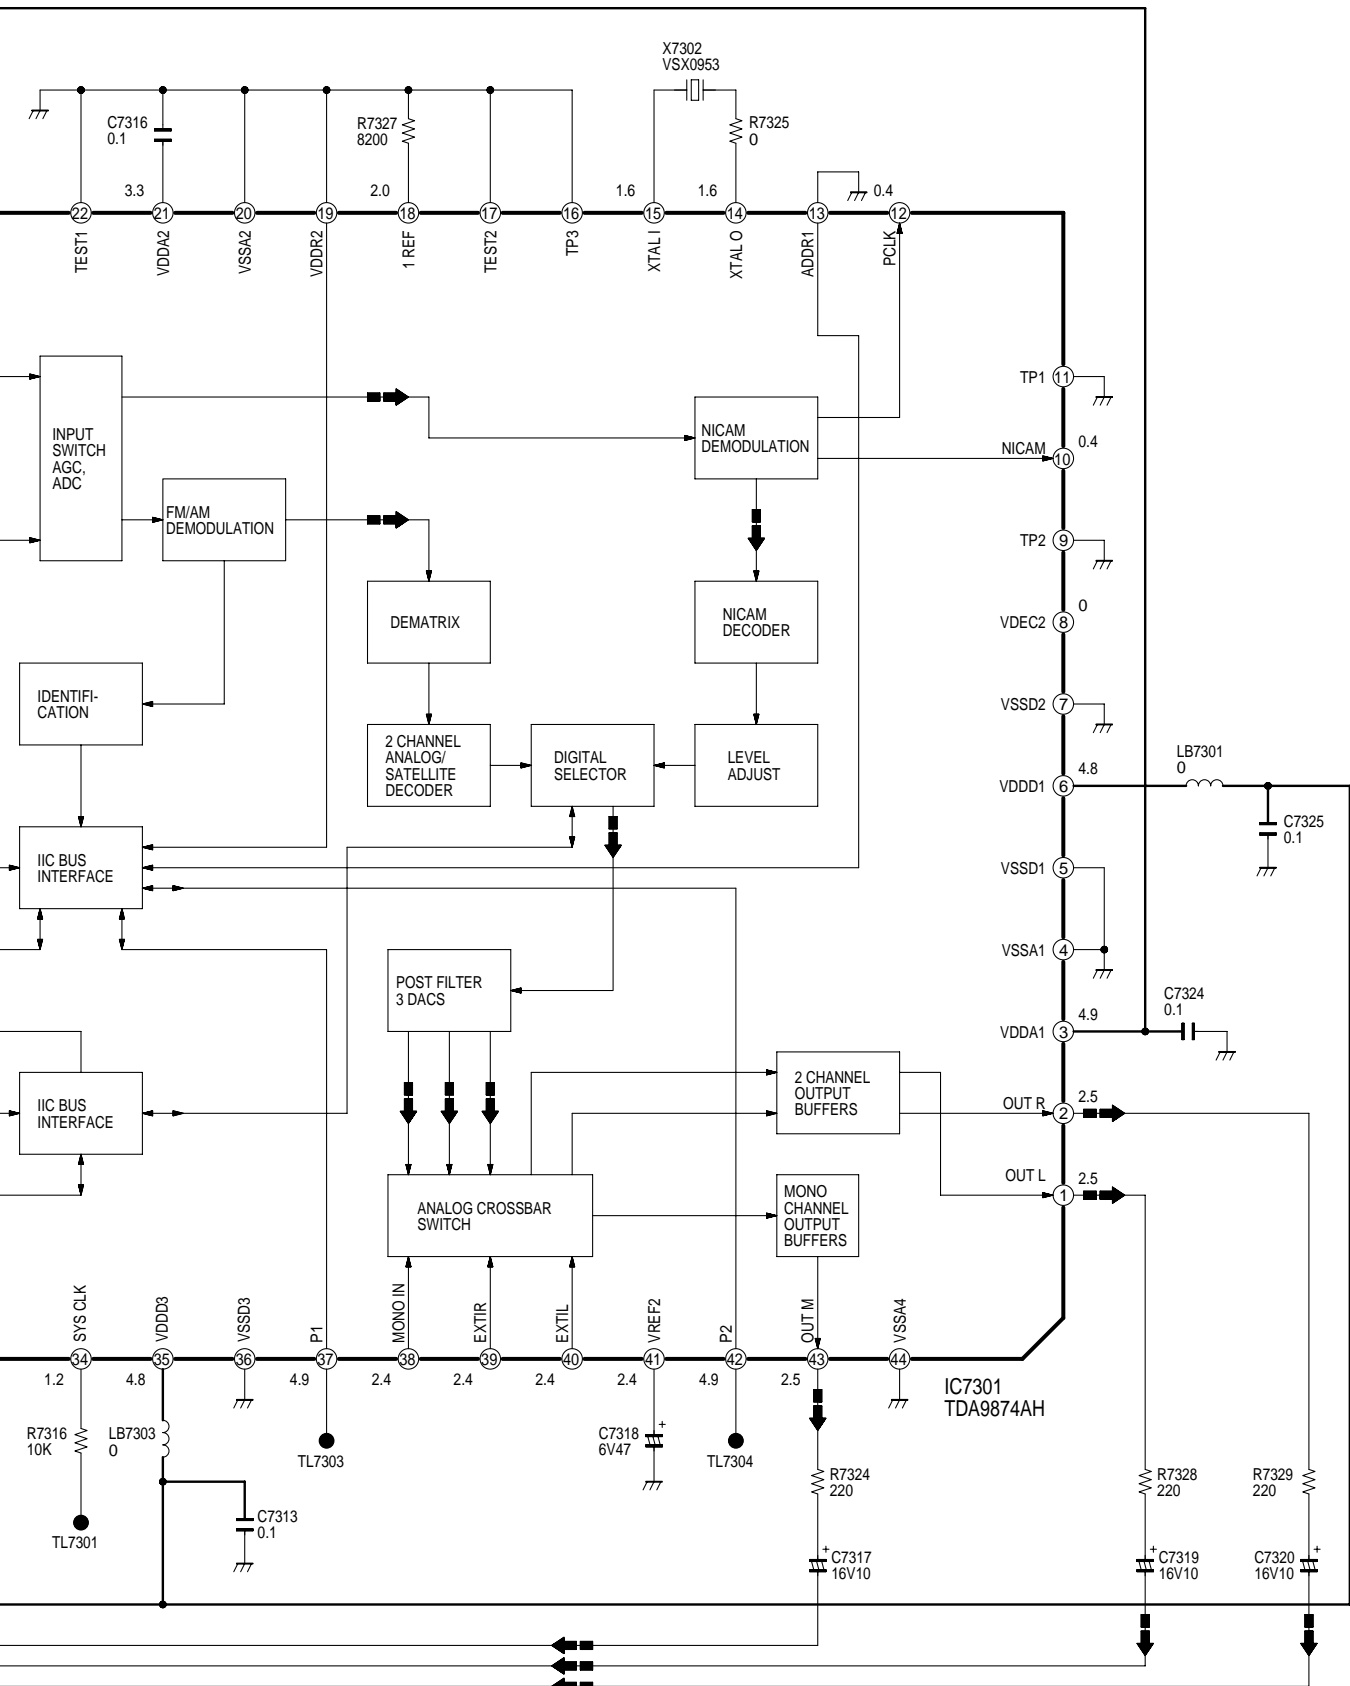 X7302
VSX0953
C7316
0.1
R7327
8200
R7325
0
3.3
2.0
1.6
1.6
0.4
22
21
20
19
18
17
16
15
14
13
12
TEST1
VDDA2
VSSA2
VDDR2
1 REF
TEST2
TP3
XTAL I
XTAL O
ADDR1
PCLK
TP1
11
INPUT
SWITCH
AGC,
ADC
NICAM
DEMODULATION
NICAM
10
0.4
FM/AM
DEMODULATION
TP2
9
DEMATRIX
NICAM
DECODER
VDEC2
8
0
IDENTIFI-
CATION
VSSD2
7
2 CHANNEL
ANALOG/
SATELLITE
DECODER
DIGITAL
SELECTOR
LEVEL
ADJUST
VDDD1
6
4.8
LB7301
0
C7325
0.1
IIC BUS
INTERFACE
VSSD1
5
VSSA1
4
POST FILTER
3 DACS
C7324
0.1
VDDA1
3
4.9
IIC BUS
INTERFACE
2 CHANNEL
OUTPUT
BUFFERS
OUT R
2
2.5
OUT L
1
2.5
ANALOG CROSSBAR
SWITCH
MONO
CHANNEL
OUTPUT
BUFFERS
SYS CLK
VDD3
VSSD3
P1
MONO IN
EXTIR
EXTIL
VREF2
P2
OUT M
VSSA4
34
35
36
37
38
39
40
41
42
43
44
1.2
4.8
4.9
2.4
2.4
2.4
2.4
4.9
2.5
IC7301
TDA9874AH
R7316
10K
LB7303
0
TL7303
C7318
6V47
+
TL7304
R7324
220
R7328
220
R7329
220
TL7301
C7313
0.1
+
C7317
16V10
+
C7319
16V10
C7320
16V10
+